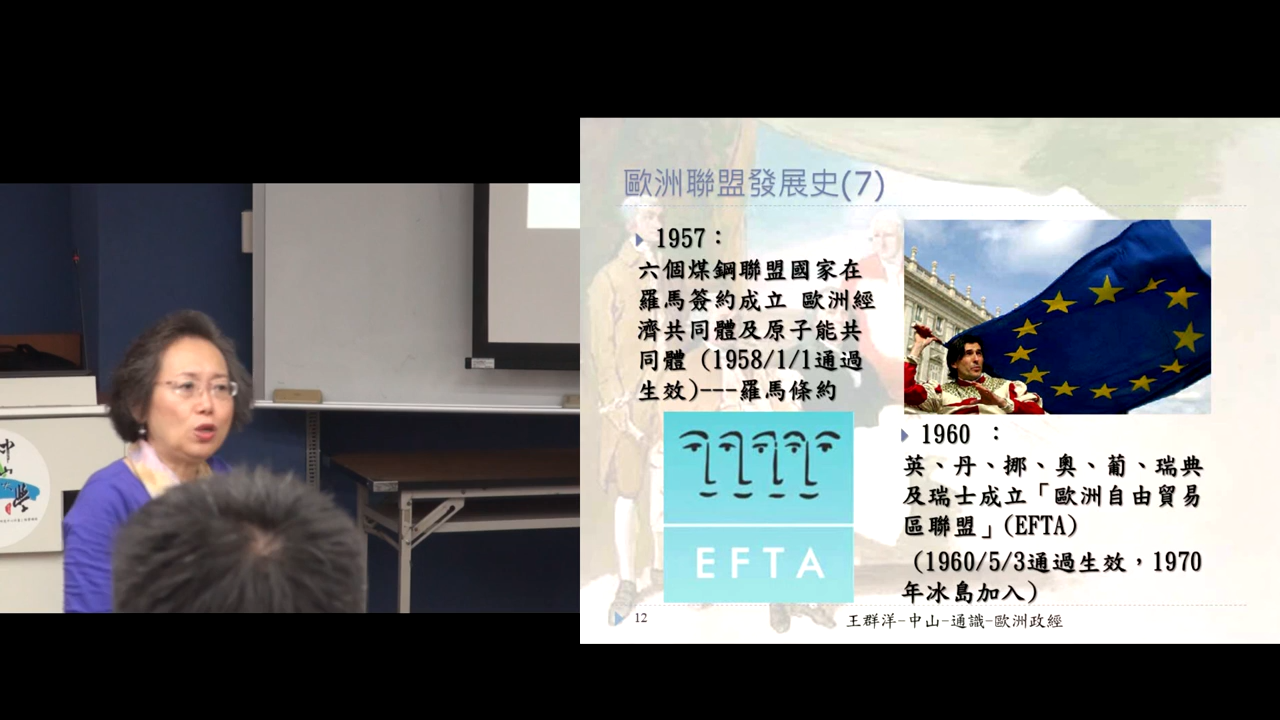 歐洲聯盟發展史(7)
1957：
六個煤鋼聯盟國家在
羅馬簽約成立 歐洲經
濟共同體及原子能共
同體 (1958/1/1通過
生效)---羅馬條約
EFTA
1960 ：
英、丹、挪、奧、葡、瑞典
及瑞士成立「歐洲自由貿易
區聯盟」(EFTA)
(1960/5/3通過生效，1970
年冰島加入)
12
王群洋-中山-通識-歐洲政經
中山大學